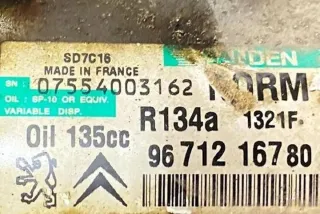 SD7C16
MADE IN FRANCE
SN: 07554003162
OIL: SP-10 OR EQUIV.
VARIABLE DISP.
Oil 135cc
R134a 1321F
96 712 167 80